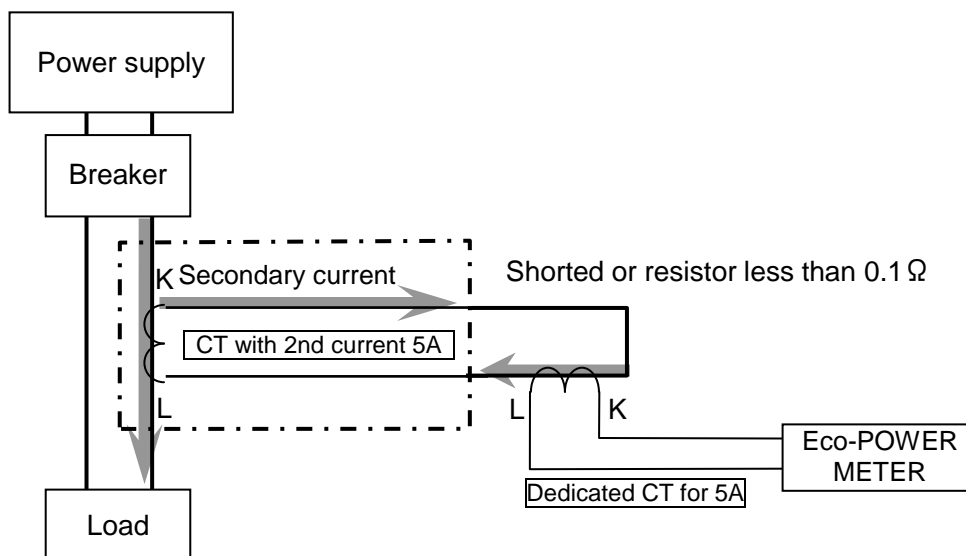 Power supply
Breaker
K
Secondary current
Shorted or resistor less than 0.1Ω
CT with 2nd current 5A
L
L
K
Eco-POWER
METER
Dedicated CT for 5A
Load